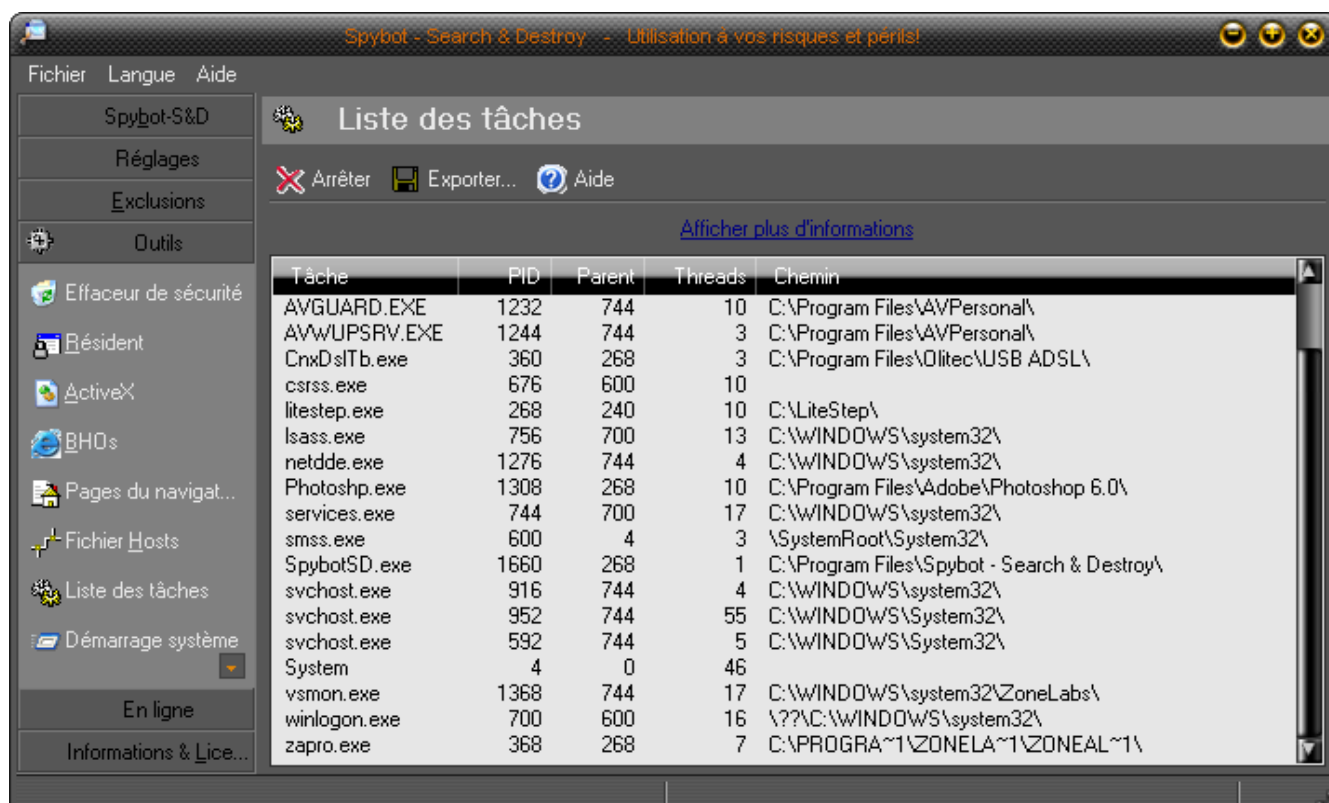 Spybot - Search & Destroy - Utilisation à vos risques et périls!
Fichier Langue Aide
Spybot-S&D
Réglages
Exclusions
Outils
Effaceur de sécurité
Résident
ActiveX
BHOs
Pages du navigat...
Fichier Hosts
Liste des tâches
Démarrage système
En ligne
Informations & Lice...
Liste des tâches
Arrêter Exporter... Aide
Afficher plus d'informations
Tâche PID Parent Threads Chemin
AVGUARD.EXE 1232 744 10 C:\Program Files\AVPersonal\
AVWUPSRV.EXE 1244 744 3 C:\Program Files\AVPersonal\
CnxDslTb.exe 360 268 3 C:\Program Files\Olitec\USB ADSL\
csrss.exe 676 600 10
litestep.exe 268 240 10 C:\LiteStep\
lsass.exe 756 700 13 C:\WINDOWS\system32\
netdde.exe 1276 744 4 C:\WINDOWS\system32\
Photoshp.exe 1308 268 10 C:\Program Files\Adobe\Photoshop 6.0\
services.exe 744 700 17 C:\WINDOWS\system32\
smss.exe 600 4 3 \SystemRoot\System32\
SpybotSD.exe 1660 268 1 C:\Program Files\Spybot - Search & Destroy\
svchost.exe 916 744 4 C:\WINDOWS\system32\
svchost.exe 952 744 55 C:\WINDOWS\System32\
svchost.exe 592 744 5 C:\WINDOWS\System32\
System 4 0 46
vsmon.exe 1368 744 17 C:\WINDOWS\system32\ZoneLabs\
winlogon.exe 700 600 16 \??\C:\WINDOWS\system32\
zapro.exe 368 268 7 C:\PROGRA~1\ZONELA~1\ZONEAL~1\